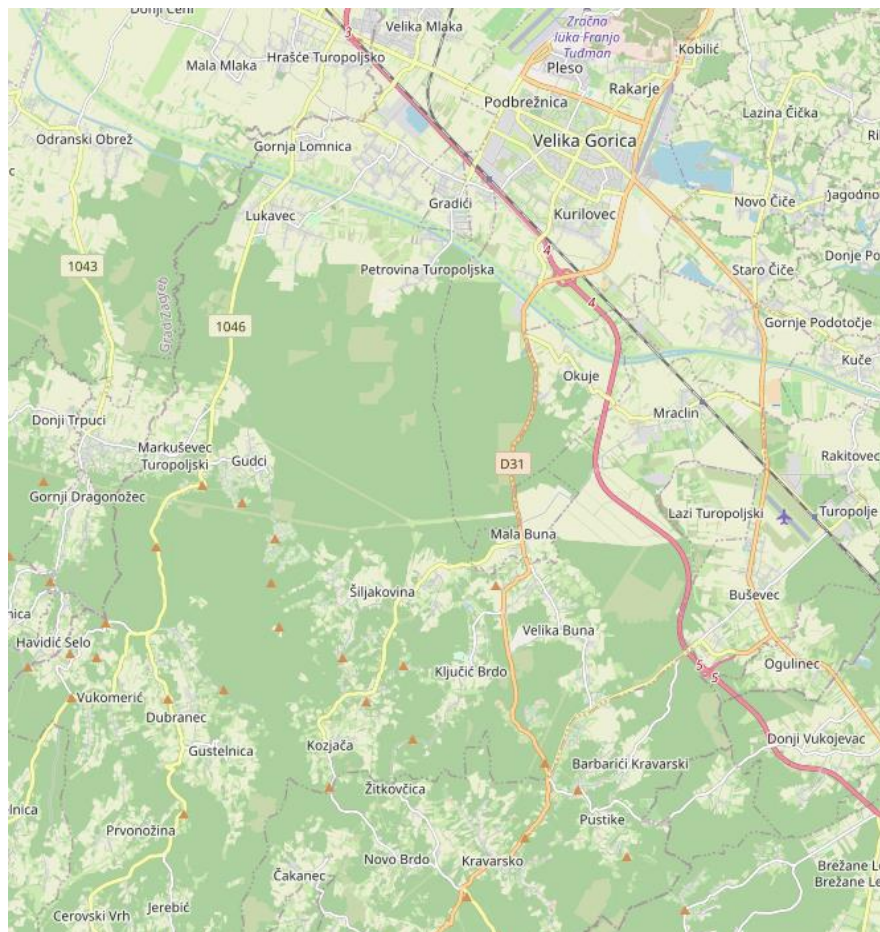 Donji Čehi
3
Velika Mlaka
Zračna
luka Franjo
Tuđman
Kobilić
Hrašće Turopoljsko
Mala Mlaka
Pleso
Rakarje
Podbrežnica
Lazina Čička
Odranski Obrež
Gornja Lomnica
Velika Gorica
Lukavec
Gradići
Kurilovec
Novo Čiče
Jagodno
4
1043
Petrovina Turopoljska
Staro Čiče
Donje Po
Grad Zagreb
4
1046
Gornje Podotočje
Kuče
Okuje
Donji Trpuci
Mraclin
Markuševec
Turopoljski
Gudci
D31
Rakitovec
Gornji Dragonožec
Lazi Turopoljski
Turopolje
Mala Buna
Šiljakovina
Buševec
nica
Havidić Selo
Velika Buna
Ključić Brdo
5
5
Ogulinec
Vukomerić
Dubranec
Gustelnica
Kozjača
Donji Vukojevac
Barbarići Kravarski
Žitkovčica
elnica
Prvonožina
Pustike
Novo Brdo
Kravarsko
Čakanec
Brežane Le
Brežane Le
Cerovski Vrh
Jerebić